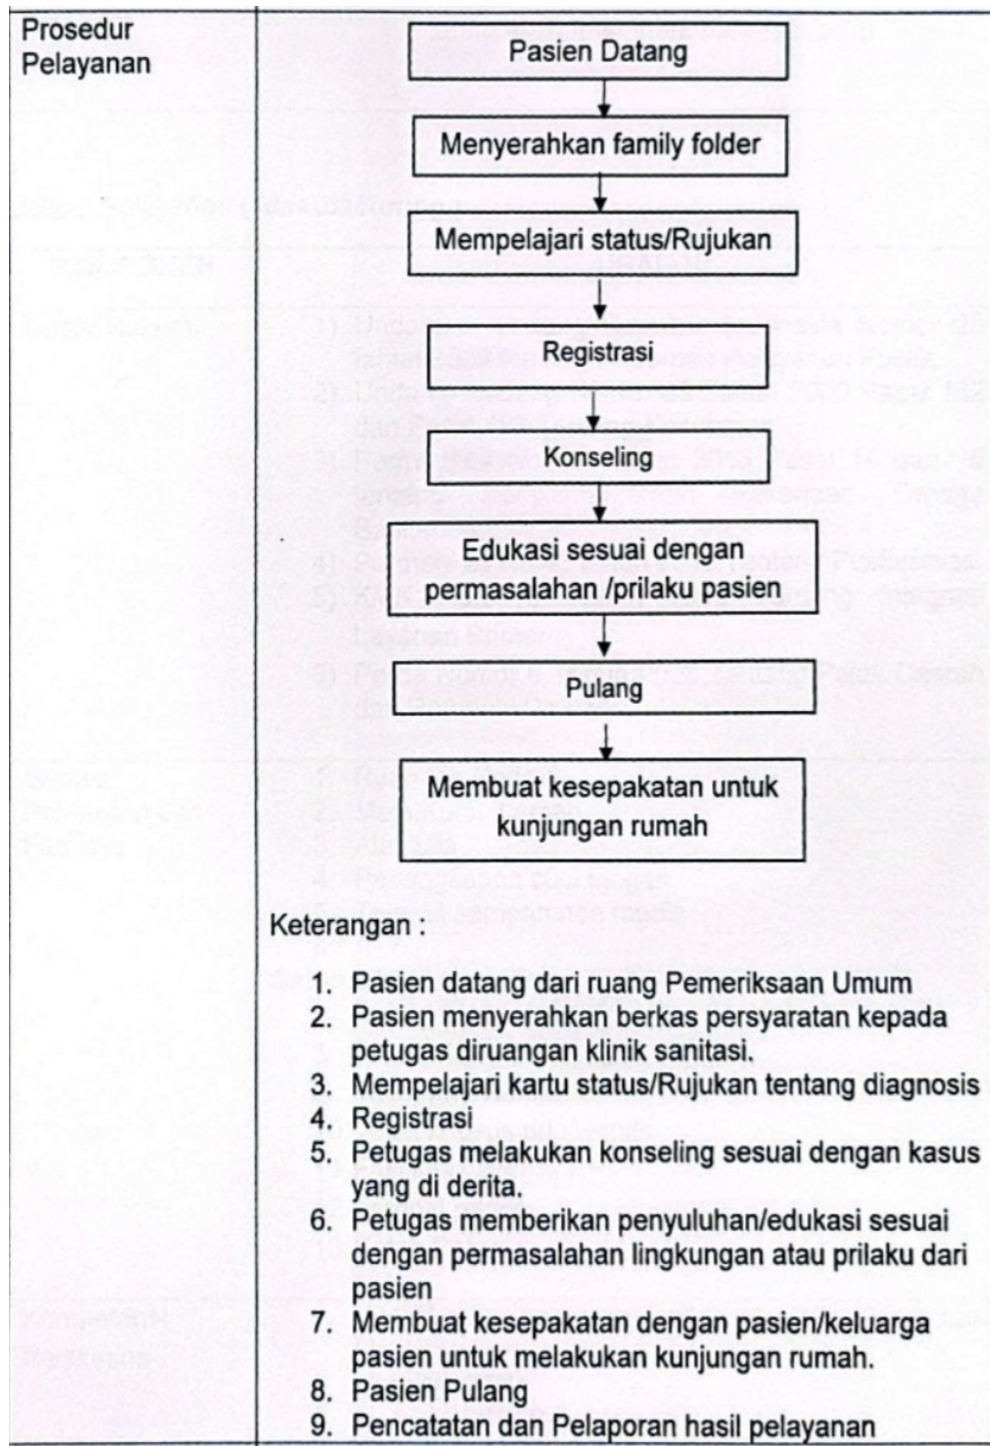 Prosedur
Pelayanan
Pasien Datang
Menyerahkan family folder
Mempelajari status/Rujukan
Registrasi
Konseling
Edukasi sesuai dengan
permasalahan /prilaku pasien
Pulang
Membuat kesepakatan untuk
kunjungan rumah
Keterangan :
1. Pasien datang dari ruang Pemeriksaan Umum
2. Pasien menyerahkan berkas persyaratan kepada
petugas diruangan klinik sanitasi.
3. Mempelajari kartu status/Rujukan tentang diagnosis
4. Registrasi
5. Petugas melakukan konseling sesuai dengan kasus
yang di derita.
6. Petugas memberikan penyuluhan/edukasi sesuai
dengan permasalahan lingkungan atau prilaku dari
pasien
7. Membuat kesepakatan dengan pasien/keluarga
pasien untuk melakukan kunjungan rumah.
8. Pasien Pulang
9. Pencatatan dan Pelaporan hasil pelayanan